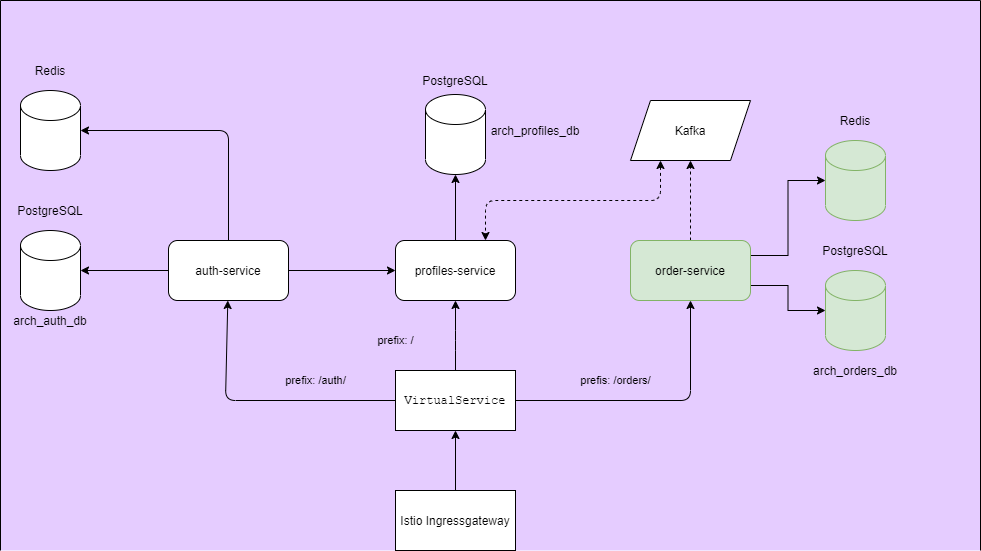 Redis
PostgreSQL
arch_profiles_db
Kafka
Redis
PostgreSQL
arch_auth_db
auth-service
profiles-service
order-service
PostgreSQL
arch_orders_db
prefix: /
prefix: /auth/
prefis: /orders/
VirtualService
Istio Ingressgateway